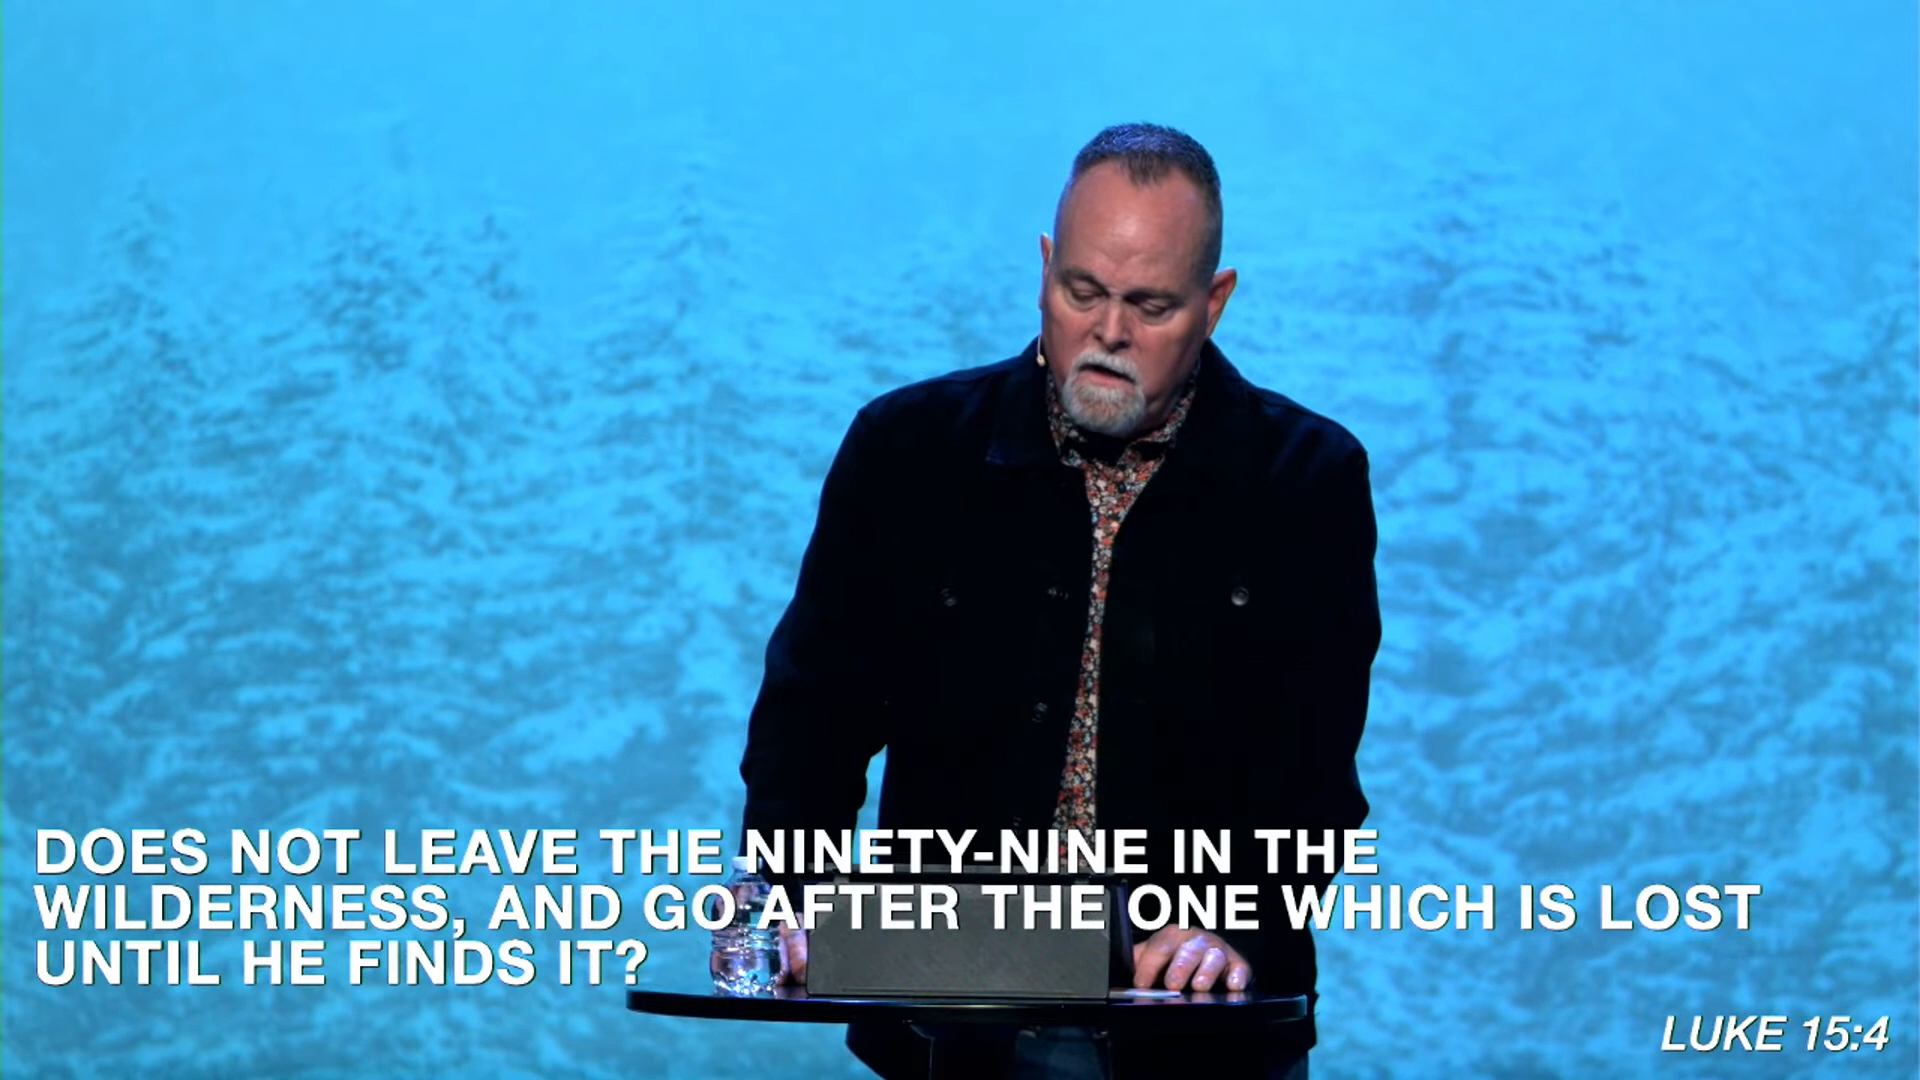 DOES NOT LEAVE THE NINETY-NINE IN THE
WILDERNESS, AND GO AFTER THE ONE WHICH IS LOST
UNTIL HE FINDS IT?
LUKE 15:4